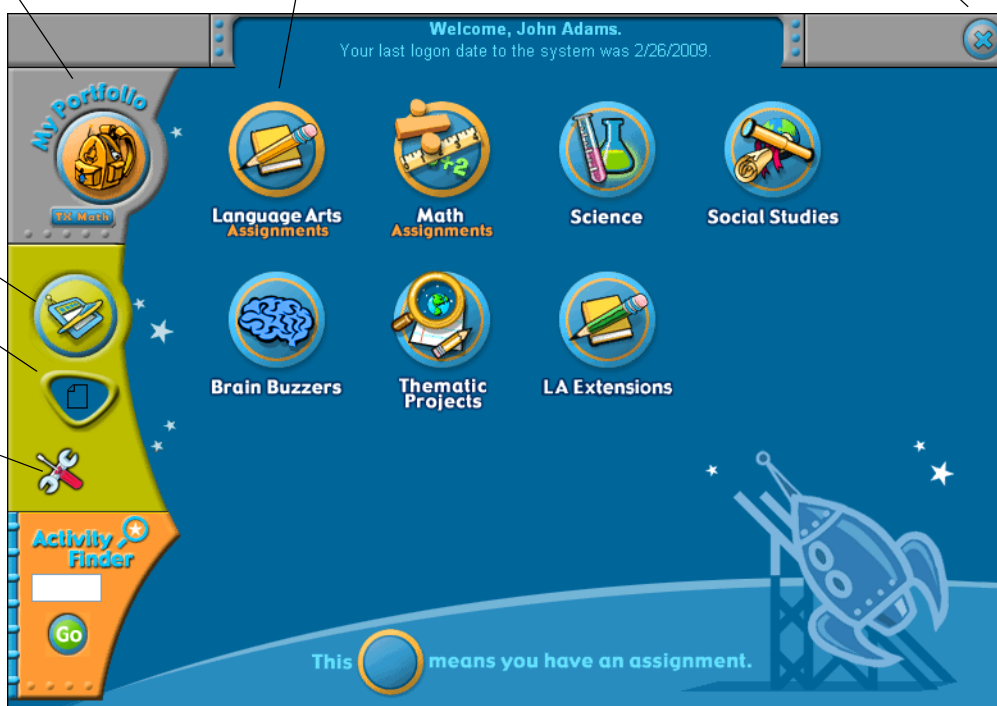 Welcome, John Adams.
Your last logon date to the system was 2/26/2009.
My Portfolio
TX Math
Language Arts
Assignments
+2
Math
Assignments
Science
Social Studies
Brain Buzzers
Thematic
Projects
LA Extensions
Activity
Finder
Go
This means you have an assignment.